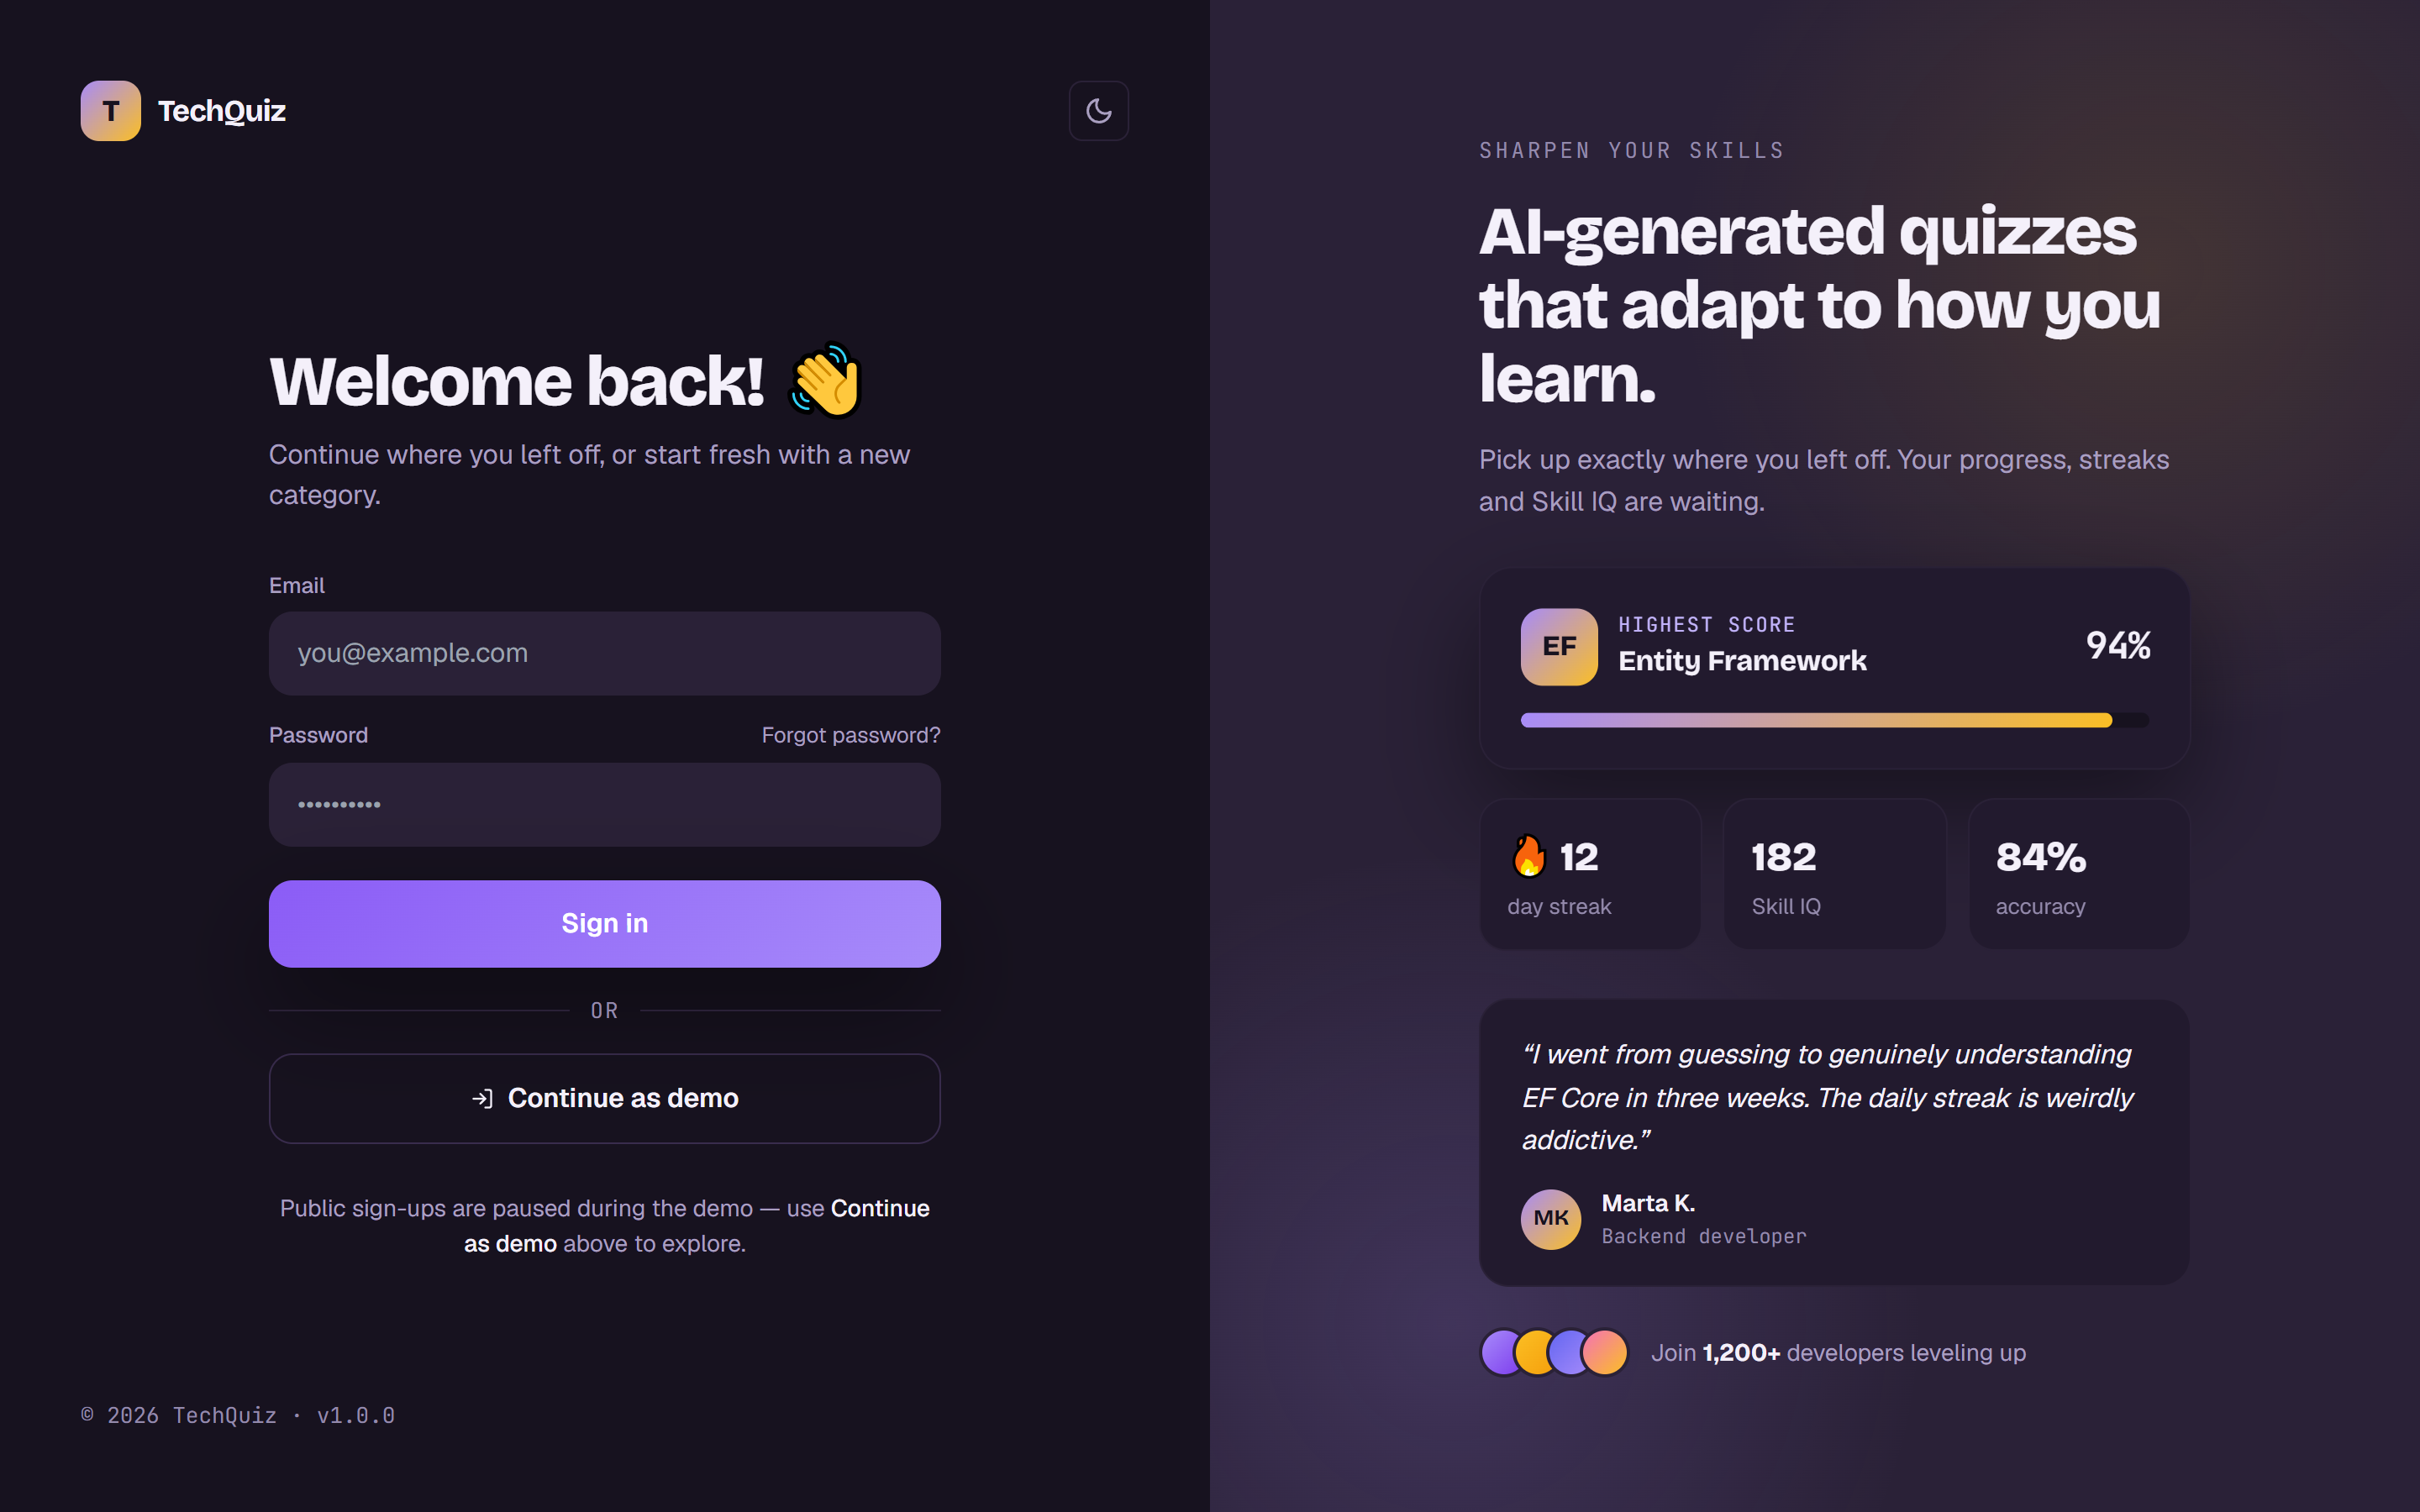 T
TechQuiz
Welcome back! 👋
Continue where you left off, or start fresh with a new
category.
Email
you@example.com
Password
Forgot password?
••••••••••
Sign in
OR
Continue as demo
Public sign-ups are paused during the demo — use Continue
as demo above to explore.
© 2026 TechQuiz · v1.0.0
SHARPEN YOUR SKILLS
AI-generated quizzes
that adapt to how you
learn.
Pick up exactly where you left off. Your progress, streaks
and Skill IQ are waiting.
EF
HIGHEST SCORE
Entity Framework
94%
🔥 12
day streak
182
Skill IQ
84%
accuracy
“I went from guessing to genuinely understanding
EF Core in three weeks. The daily streak is weirdly
addictive.”
MK
Marta K.
Backend developer
Join 1,200+ developers leveling up